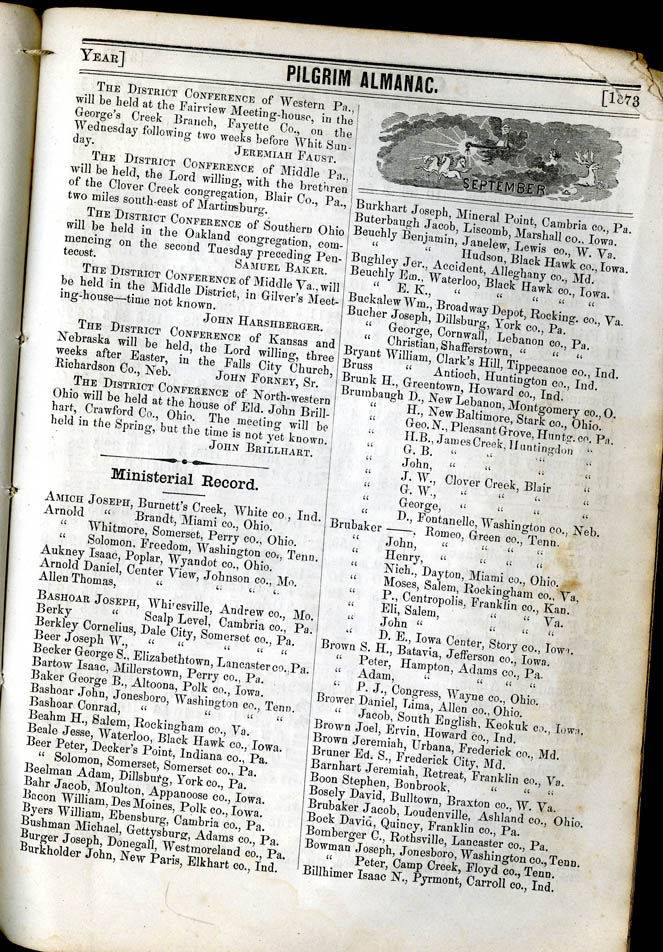 YEAR]
PILGRIM ALMANAC.
[1873
THE DISTRICT CONFERENCE of Western Pa.,
will be held at the Fairview Meeting-house, in the
George's Creek Branch, Fayette Co., on the
Wednesday following two weeks before Whit Sun-
day.
JEREMIAH FAUST.
THE DISTRICT CONFERENCE of Middle Pa.,
will be held, the Lord willing, with the brethren
of the Clover Creek congregation, Blair Co., Pa.,
two miles south-east of Martinsburg.
THE DISTRICT CONFERENCE of Southern Ohio
will be held in the Oakland congregation, com-
mencing on the second Tuesday preceding Pen-
tecost.
SAMUEL BAKER.
THE DISTRICT CONFERENCE of Middle Va., will
be held in the Middle District, in Gilver's Meet-
ing-house—time not known.
JOHN HARSHBERGER.
THE DISTRICT CONFERENCE of Kansas and
Nebraska will be held, the Lord willing, three
weeks after Easter, in the Falls City Church,
Richardson Co., Neb.
JOHN FORNEY, Sr.
THE DISTRICT CONFERENCE of North-western
Ohio will be held at the house of Eld. John Brill-
hart, Crawford Co., Ohio. The meeting will be
held in the Spring, but the time is not yet known.
JOHN BRILLHART.
Ministerial Record.
AMICH JOSEPH, Burnett's Creek, White co , Ind.
Arnold " Brandt, Miami co., Ohio.
" Whitmore, Somerset, Perry co., Ohio.
" Solomon, Freedom, Washington co., Tenn.
Aukney Isaac, Poplar, Wyandot co., Ohio.
Arnold Daniel, Center View, Johnson co., Mo.
Allen Thomas, " " " "
BASHOAR JOSEPH, Whitesville, Andrew co., Mo.
Berky " Scalp Level, Cambria co., Pa.
Berkley Cornelius, Dale City, Somerset co., Pa.
Beer Joseph W., " " " "
Becker George S., Elizabethtown, Lancaster co., Pa.
Bartow Isaac, Millerstown, Perry co., Pa.
Baker George B., Altoona, Polk co., Iowa.
Bashoar John, Jonesboro, Washington co., Tenn.
Bashoar Conrad, " " " "
Beahm H., Salem, Rockingham co., Va.
Beale Jesse, Waterloo, Black Hawk co., Iowa.
Beer Peter, Decker's Point, Indiana co., Pa.
" Solomon, Somerset, Somerset co., Pa.
Beelman Adam, Dillsburg, York co., Pa.
Bahr Jacob, Moulton, Appanoose co., Iowa.
Bacon William, Des Moines, Polk co., Iowa.
Byers William, Ebensburg, Cambria co., Pa.
Bushman Michael, Gettysburg, Adams co., Pa.
Burger Joseph, Donegall, Westmoreland co., Pa.
Burkholder John, New Paris, Elkhart co., Ind.
SEPTEMBER
Burkhart Joseph, Mineral Point, Cambria co., Pa.
Buterbaugh Jacob, Liscomb, Marshall co.. Iowa.
Beuchly Benjamin, Janelew, Lewis co., W. Va.
" " Hudson, Black Hawk co., Iowa.
Bughley Jer., Accident, Alleghany co., Md.
Beuchly Em., Waterloo, Black Hawk co., Iowa.
" E. K., " " " "
Buckalew Wm., Broadway Depot, Rocking. co., Va.
Bucher Joseph, Dillsburg, York co., Pa.
" George, Cornwall, Lebanon co., Pa.
" Christian, Shafferstown, " " "
Bryant William, Clark's Hill, Tippecanoe co., Ind.
Bruss " Antioch, Huntington co., Ind.
Brunk H., Greentown, Howard co., Ind.
Brumbaugh D., New Lebanon, Montgomery co., O.
" H., New Baltimore, Stark co., Ohio.
" Geo. N., Pleasant Grove, Huntg. co. Pa.
" H.B., James Creek, Huntingdon "
" G. B. " " " "
" John, " " " "
" J. W., Clover Creek, Blair "
" G. W., " " " "
" George, " " " "
" D., Fontanelle, Washington co., Neb.
Brubaker ——, Romeo, Green co., Tenn.
" John, " " " "
" Henry, " " " "
" Nich., Dayton, Miami co., Ohio.
" Moses, Salem, Rockingham co., Va,
" P., Centropolis, Franklin co., Kan.
" Eli, Salem, " " Va.
" John " " " "
" D. E., Iowa Center, Story co., Iowa.
Brown S. H., Batavia, Jefferson co., Iowa.
" Peter, Hampton, Adams co., Pa.
" Adam, " " " "
" P. J., Congress, Wayne co., Ohio.
Brower Daniel, Lima, Allen co., Ohio.
" Jacob, South English, Keokuk co., Iowa.
Brown Joel, Ervin, Howard co., Ind.
Brown Jeremiah, Urbana, Frederick co., Md.
Bruner Ed. S., Frederick City, Md.
Barnhart Jeremiah, Retreat, Franklin co., Va.
Boon Stephen, Bonbrook, " " "
Bosely David, Bulltown, Braxton co., W. Va.
Brubaker Jacob, Loudenville, Ashland co., Ohio.
Bock David, Quincy, Franklin co., Pa.
Bomberger C., Rothsville, Lancaster co., Pa.
Bowman Joseph, Jonesboro, Washington co., Tenn.
" Peter, Camp Creek, Floyd co., Tenn.
Billhimer Isaac N., Pyrmont, Carroll co., Ind.